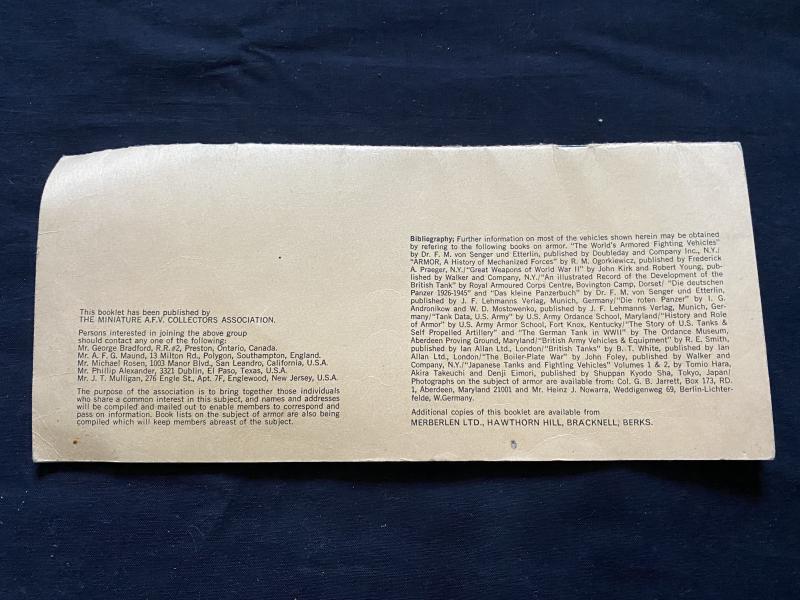 This booklet has been published by
THE MINIATURE A.F.V. COLLECTORS ASSOCIATION.
Persons interested in joining the above group
should contact any one of the following:
Mr. George Bradford, R.R.#2, Preston, Ontario, Canada.
Mr. A. F. G. Maund, 13 Milton Rd., Polygon, Southampton, England.
Mr. Michael Rosen, 1003 Manor Blvd., San Leandro, California, U.S.A.
Mr. Phillip Alexander, 3321 Dublin, El Paso, Texas, U.S.A.
Mr. J. T. Mulligan, 276 Engle St., Apt. 7F, Englewood, New Jersey, U.S.A.
The purpose of the association is to bring together those individuals
who share a common interest in this subject, and names and addresses
will be compiled and mailed out to enable members to correspond and
pass on information. Book lists on the subject of armor are also being
compiled which will keep members abreast of the subject.
Bibliography; Further information on most of the vehicles shown herein may be obtained
by refering to the following books on armor. "The World's Armored Fighting Vehicles"
by Dr. F. M. von Senger und Etterlin, published by Doubleday and Company Inc., N.Y./
"ARMOR, A History of Mechanized Forces" by R. M. Ogorkiewicz, published by Frederick
A. Praeger, N.Y./"Great Weapons of World War II" by John Kirk and Robert Young, pub-
lished by Walker and Company, N.Y./"An illustrated Record of the Development of the
British Tank" by Royal Armoured Corps Centre, Bovington Camp, Dorset/ "Die deutschen
Panzer 1926-1945" and "Das kleine Panzerbuch" by Dr. F. M. von Senger und Etterlin,
published by J. F. Lehmanns Verlag, Munich, Germany/"Die roten Panzer" by I. G.
Andronikow and W. D. Mostowenko, published by J. F. Lehmanns Verlag, Munich, Ger-
many/"Tank Data, U.S. Army" by U.S. Army Ordance School, Maryland/"History and Role
of Armor" by U.S. Army Armor School, Fort Knox, Kentucky/"The Story of U.S. Tanks &
Self Propelled Artillery" and "The German Tank in WWII" by The Ordance Museum,
Aberdeen Proving Ground, Maryland/"British Army Vehicles & Equipment" by R. E. Smith,
published by Ian Allan Ltd., London/"British Tanks" by B. T. White, published by Ian
Allan Ltd., London/"The Boiler-Plate War" by John Foley, published by Walker and
Company, N.Y./"Japanese Tanks and Fighting Vehicles" Volumes 1 & 2, by Tomio Hara,
Akira Takeuchi and Denji Eimori, published by Shuppan Kyodo Sha, Tokyo, Japan/
Photographs on the subject of armor are available from: Col. G. B. Jarrett, Box 173, RD.
1, Aberdeen, Maryland 21001 and Mr. Heinz J. Nowarra, Weddigenweg 69, Berlin-Lichter-
felde, W.Germany.
Additional copies of this booklet are available from
MERBERLEN LTD., HAWTHORN HILL, BRACKNELL, BERKS.